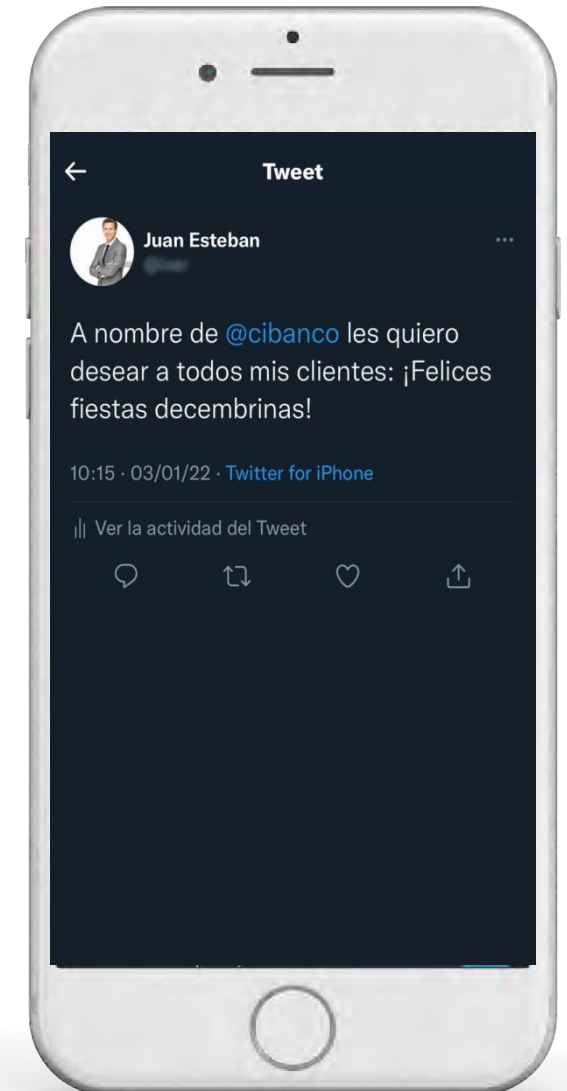 Tweet
Juan Esteban
A nombre de @cibanco les quiero
desear a todos mis clientes: ¡Felices
fiestas decembrinas!
10:15 · 03/01/22 · Twitter for iPhone
Ver la actividad del Tweet